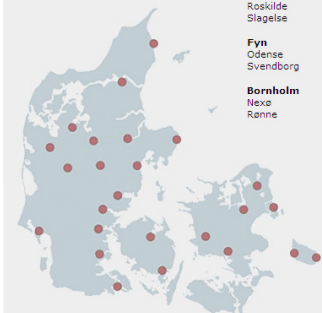 Roskilde
Slagelse
Fyn
Odense
Svendborg
Bornholm
Nexø
Rønne